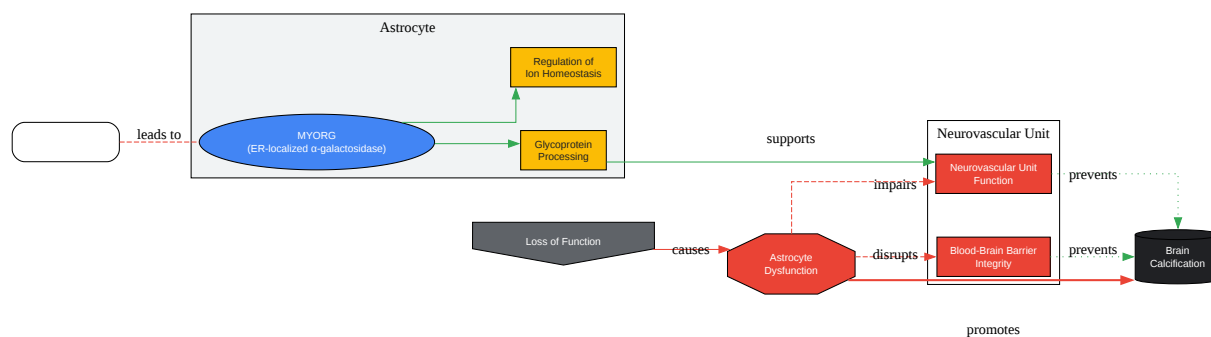 Astrocyte
Regulation of
Ion Homeostasis
leads to
MYORG
(ER-localized α-galactosidase)
Glycoprotein
Processing
supports
Neurovascular Unit
Neurovascular Unit
Function
impairs
prevents
Loss of Function
causes
Astrocyte
Dysfunction
disrupts
Blood-Brain Barrier
Integrity
prevents
Brain
Calcification
promotes